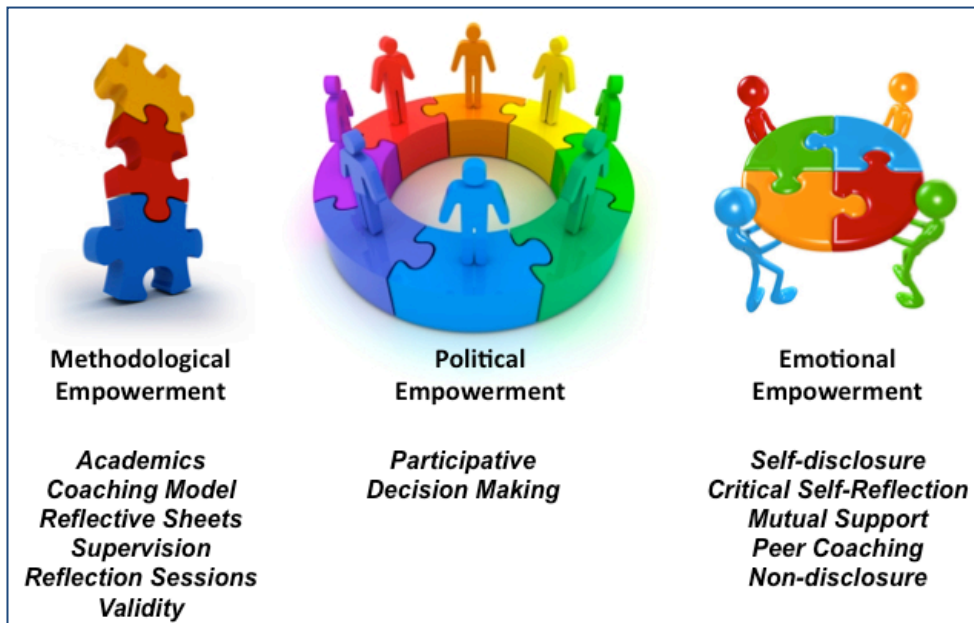 Methodological
Empowerment
Academics
Coaching Model
Reflective Sheets
Supervision
Reflection Sessions
Validity
Political
Empowerment
Participative
Decision Making
Emotional
Empowerment
Self-disclosure
Critical Self-Reflection
Mutual Support
Peer Coaching
Non-disclosure